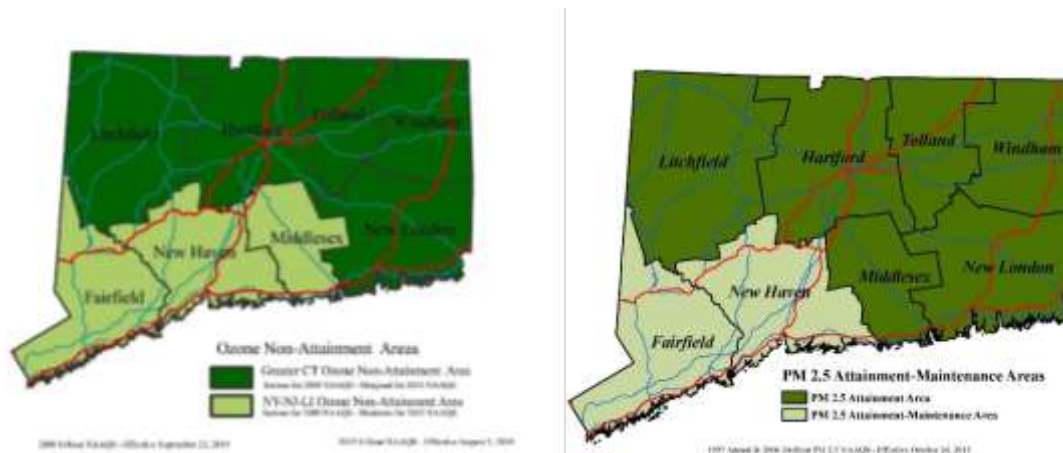 Litchfield
Hartford
Tolland
Windham
New Haven
Middlesex
New London
Fairfield
Ozone Non-Attainment Areas
Greater CT Ozone Non-Attainment Area
NY-NJ-LI Ozone Non-Attainment Area
Litchfield
Hartford
Tolland
Windham
Middlesex
New London
New Haven
Fairfield
PM 2.5 Attainment-Maintenance Areas
PM 2.5 Attainment Area
PM 2.5 Attainment-Maintenance Area